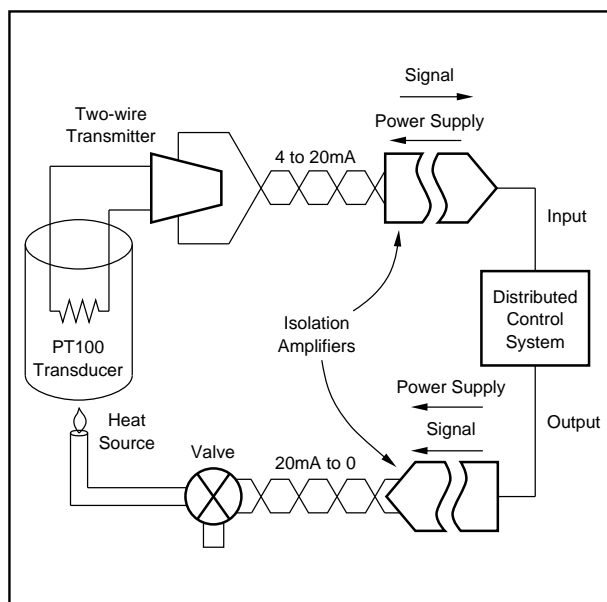 Signal
Power Supply
Two-wire
Transmitter
4 to 20mA
Input
PT100
Transducer
Isolation
Amplifiers
Distributed
Control
System
Heat
Source
Power Supply
Signal
Output
Valve
20mA to 0